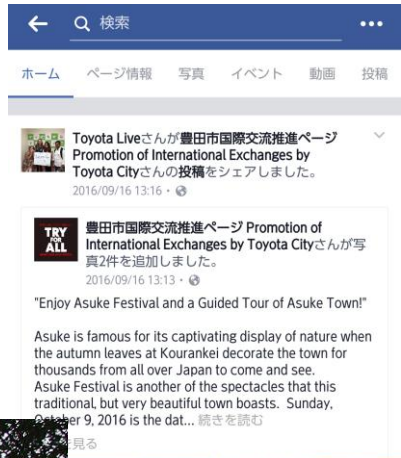 検索
ホーム ページ情報 写真 イベント 動画 投稿
Toyota Liveさんが豊田市国際交流推進ページ
Promotion of International Exchanges by
Toyota Cityさんの投稿をシェアしました。
2016/09/16 13:16 •
TRY
FOR
ALL
豊田市国際交流推進ページ Promotion of
International Exchanges by Toyota Cityさんが写
真2件を追加しました。
2016/09/16 13:13 •
"Enjoy Asuke Festival and a Guided Tour of Asuke Town!"
Asuke is famous for its captivating display of nature when
the autumn leaves at Kourankei decorate the town for
thousands from all over Japan to come and see.
Asuke Festival is another of the spectacles that this
traditional, but very beautiful town boasts. Sunday,
October 9, 2016 is the dat... 続きを読む
見る